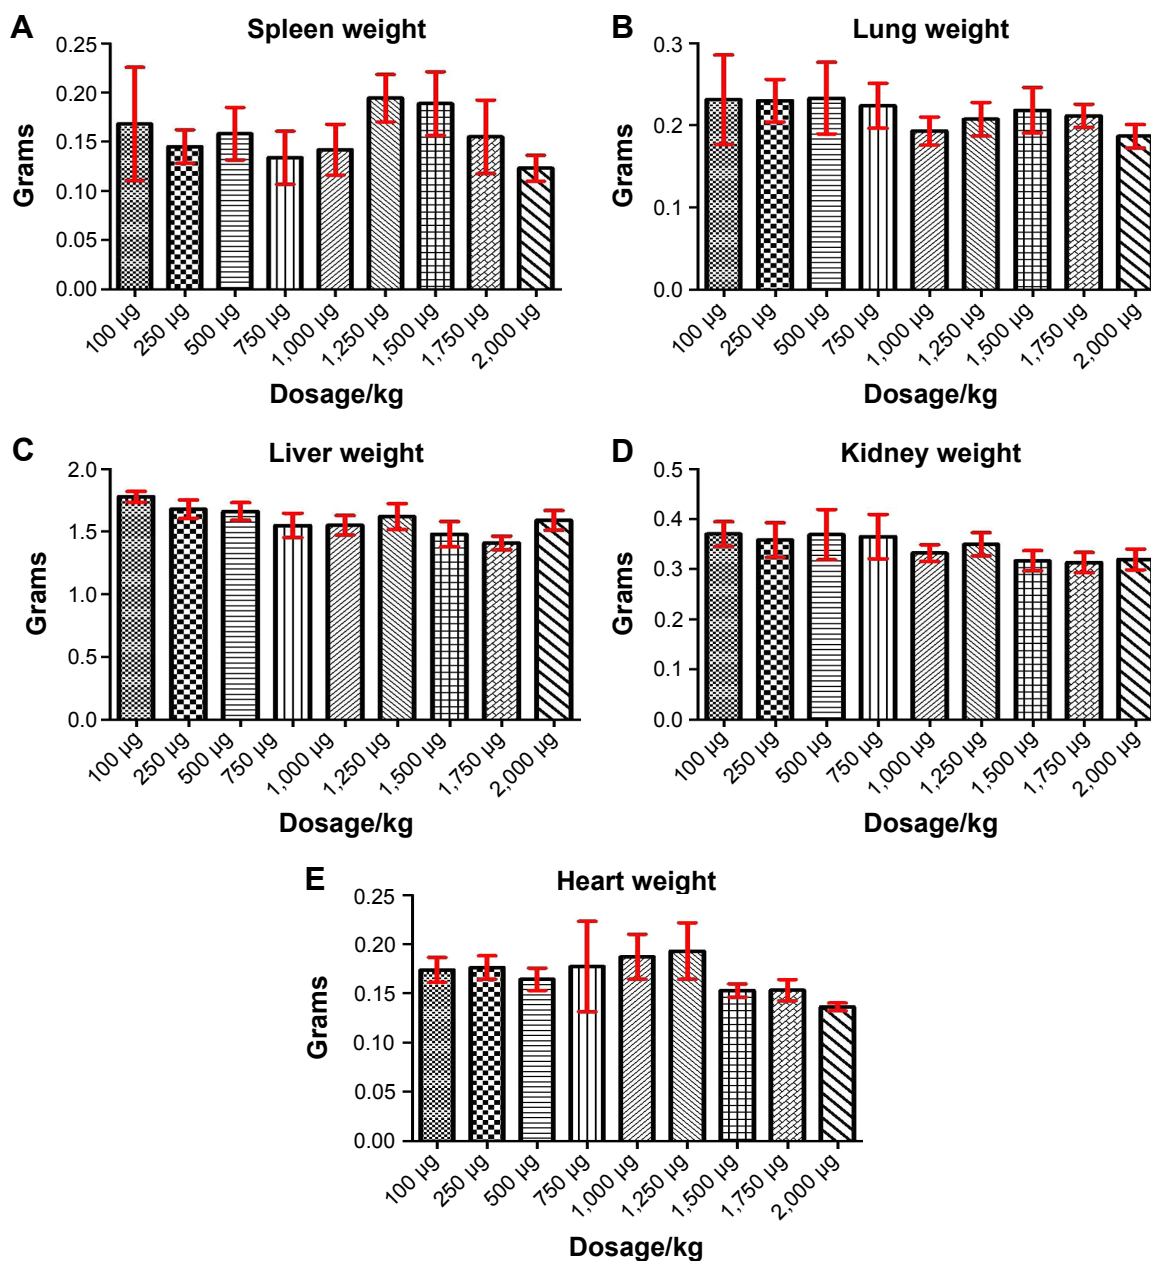 A
Spleen weight
Grams
0.25
0.20
0.15
0.10
0.05
0.00
100 µg
250 µg
500 µg
750 µg
1,000 µg
1,250 µg
1,500 µg
1,750 µg
2,000 µg
Dosage/kg
B
Lung weight
Grams
0.3
0.2
0.1
0.0
100 µg
250 µg
500 µg
750 µg
1,000 µg
1,250 µg
1,500 µg
1,750 µg
2,000 µg
Dosage/kg
C
Liver weight
Grams
2.0
1.5
1.0
0.5
0.0
100 µg
250 µg
500 µg
750 µg
1,000 µg
1,250 µg
1,500 µg
1,750 µg
2,000 µg
Dosage/kg
D
Kidney weight
Grams
0.5
0.4
0.3
0.2
0.1
0.0
100 µg
250 µg
500 µg
750 µg
1,000 µg
1,250 µg
1,500 µg
1,750 µg
2,000 µg
Dosage/kg
E
Heart weight
Grams
0.25
0.20
0.15
0.10
0.05
0.00
100 µg
250 µg
500 µg
750 µg
1,000 µg
1,250 µg
1,500 µg
1,750 µg
2,000 µg
Dosage/kg